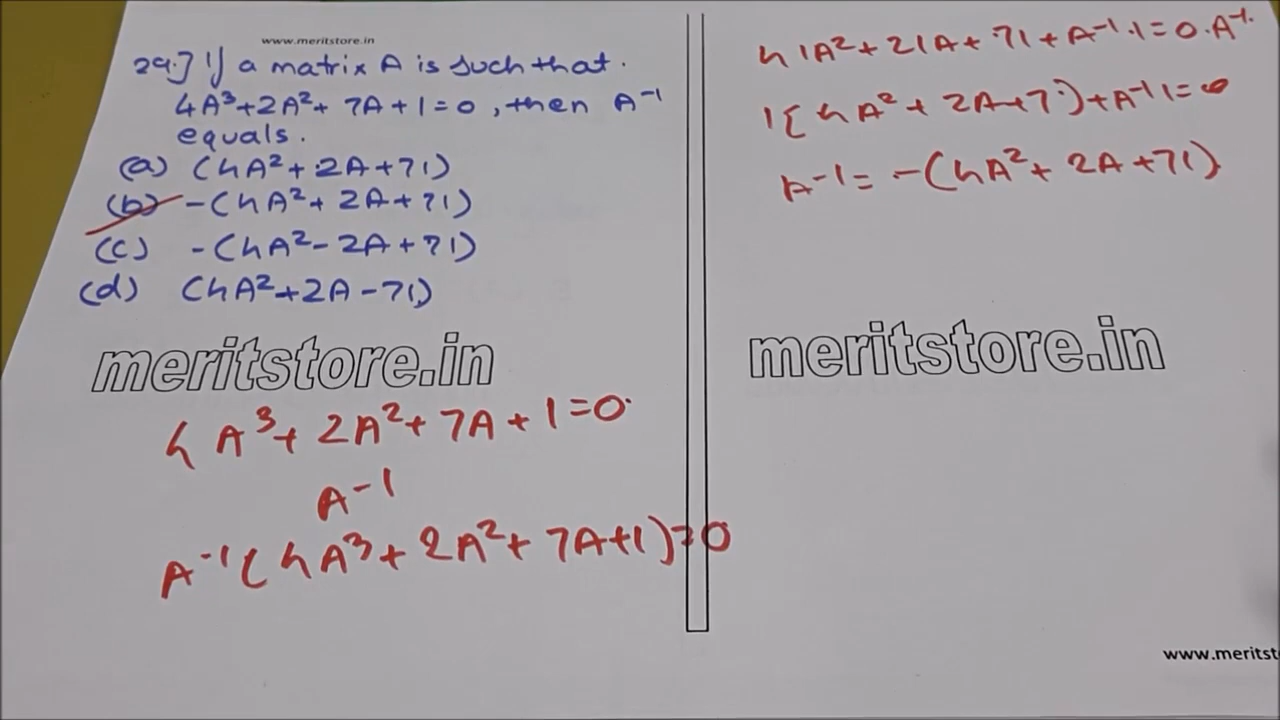 www.meritstore.in
29.] If a matrix A is such that.
4A³+2A²+ 7A+I=0, then A⁻¹
equals.
(a) (4A²+2A+7I)
(b) -(4A²+2A+7I)
(c) -(4A²-2A+7I)
(d) (4A²+2A-7I)
meritstore.in
4A³+2A²+7A+I=0.
A⁻¹
A⁻¹(4A³+2A²+7A+I)=0
4IA²+2IA+7I+A⁻¹.I=0.A⁻¹.
I[4A²+2A+7]+A⁻¹I=0
A⁻¹=-(4A²+2A+7I)
meritstore.in
www.meritst